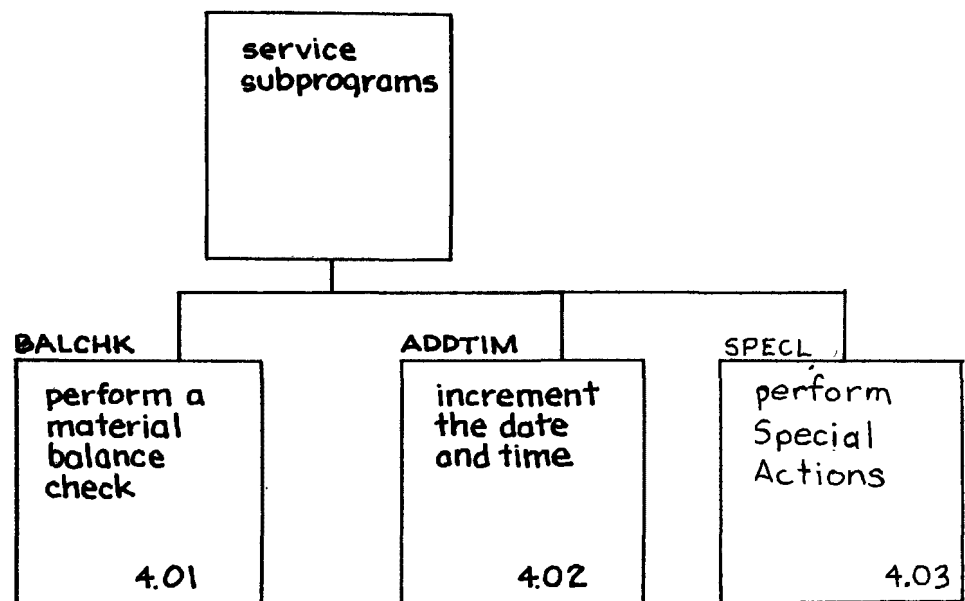 service
subprograms
BALCHK
perform a
material
balance
check
4.01
ADDTIM
increment
the date
and time
4.02
SPECL
perform
Special
Actions
4.03